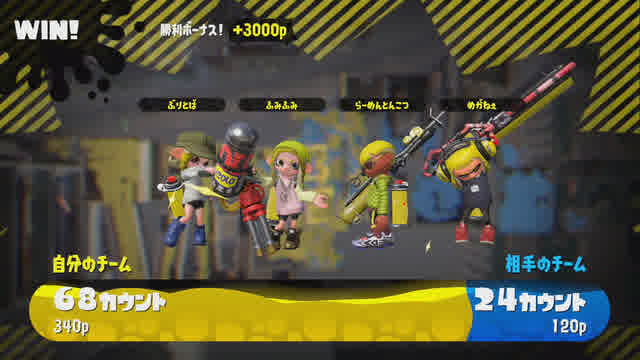 WIN!
勝利ボーナス! +3000p
ぷりとば
ふみふみ
らーめんとんこつ
めがねぇ
自分のチーム
相手のチーム
68カウント
24カウント
340p
120p